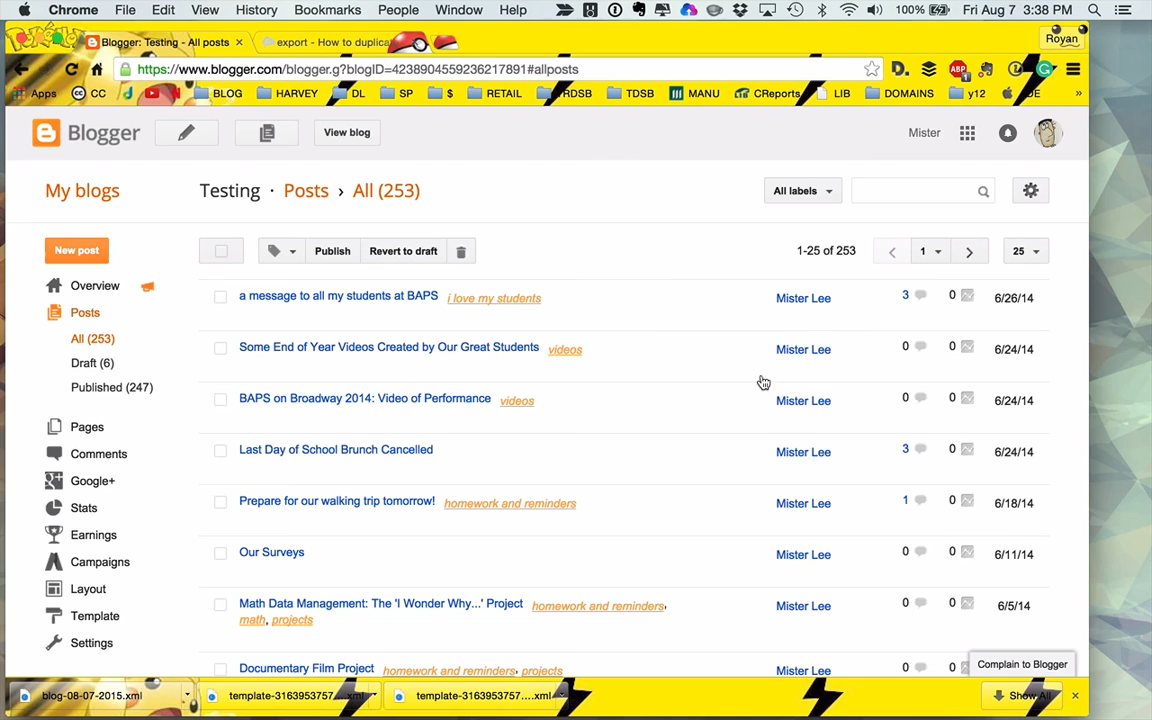 Chrome File Edit View History Bookmarks People Window Help 100% Fri Aug 7 3:38 PM
Blogger: Testing - All posts × export - How to duplica Royan
https://www.blogger.com/blogger.g?blogID=4238904559236217891#allposts
Apps CC BLOG HARVEY DL SP $ RETAIL TDSB MANU CReports LIB DOMAINS y12 »
Blogger View blog Mister
My blogs Testing · Posts › All (253) All labels
New post Publish Revert to draft 1-25 of 253 1 25
Overview
Posts
All (253)
Draft (6)
Published (247)
Pages
Comments
Google+
Stats
Earnings
Campaigns
Layout
Template
Settings
a message to all my students at BAPS i love my students Mister Lee 3 0 6/26/14
Some End of Year Videos Created by Our Great Students videos Mister Lee 0 0 6/24/14
BAPS on Broadway 2014: Video of Performance videos Mister Lee 0 0 6/24/14
Last Day of School Brunch Cancelled Mister Lee 3 0 6/24/14
Prepare for our walking trip tomorrow! homework and reminders Mister Lee 1 0 6/18/14
Our Surveys Mister Lee 0 0 6/11/14
Math Data Management: The 'I Wonder Why...' Project homework and reminders, Mister Lee 0 0 6/5/14
math, projects
Documentary Film Project homework and reminders, projects Mister Lee 0 0
Complain to Blogger
blog-08-07-2015.xml template-3163953757....xml template-3163953757....xml Show All ×